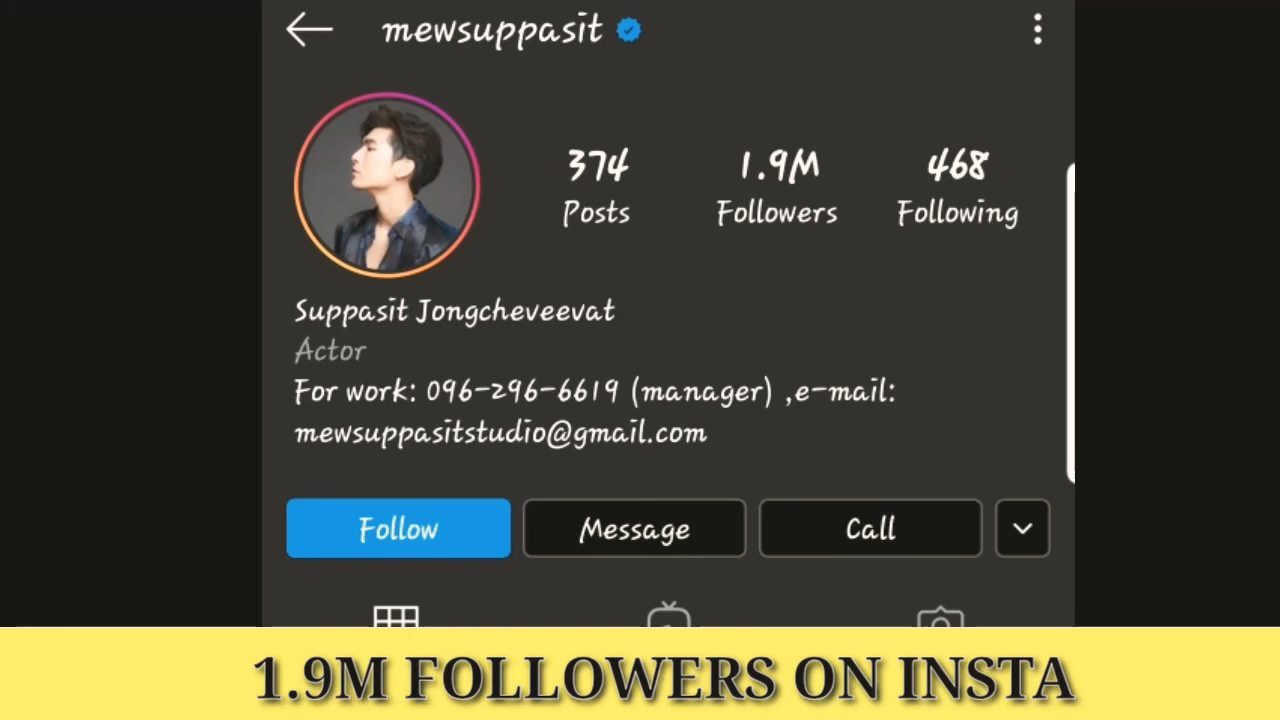 mewsuppasit
374 1.9M 468
Posts Followers Following
Suppasit Jongcheveevat
Actor
For work: 096-296-6619 (manager) ,e-mail:
mewsuppasitstudio@gmail.com
Follow Message Call
1.9M FOLLOWERS ON INSTA